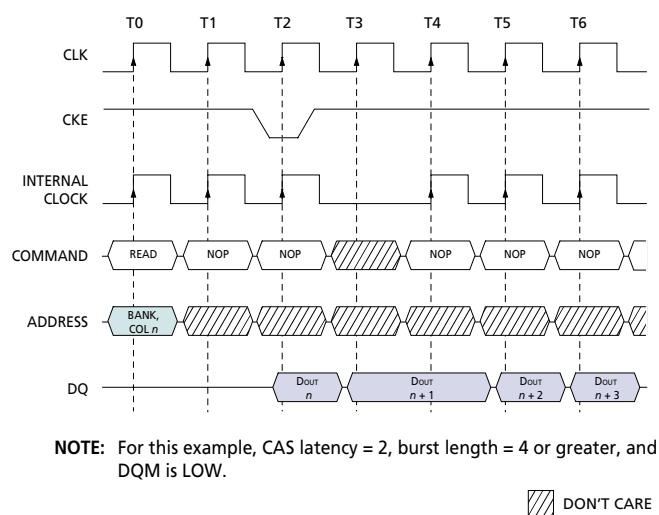 T0 T1 T2 T3 T4 T5 T6
CLK
CKE
INTERNAL
CLOCK
COMMAND READ NOP NOP NOP NOP NOP
ADDRESS BANK,
COL n
DQ DOUT
n DOUT
n + 1 DOUT
n + 2 DOUT
n + 3
NOTE: For this example, CAS latency = 2, burst length = 4 or greater, and
DQM is LOW.
DON'T CARE